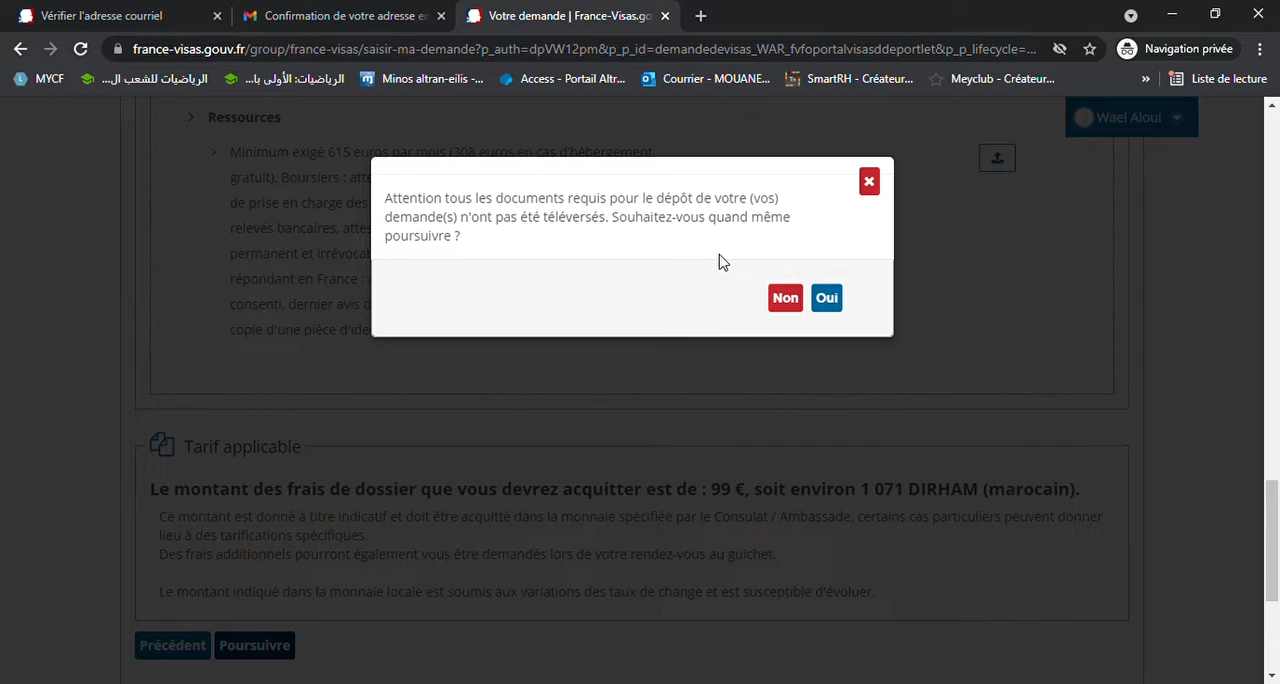 Vérifier l'adresse courriel
Confirmation de votre adresse e
Votre demande | France-Visas.go
france-visas.gouv.fr/group/france-visas/saisir-ma-demande?p_auth=dpVW12pm&p_p_id=demandedevisas_WAR_fvfoportalvisasddeportlet&p_p_lifecycle=...
Navigation privée
MYCF
الرياضيات للشعب ال...
الرياضيات: الأولى با...
Minos altran-eilis -...
Access - Portail Altr...
Courrier - MOUANE...
SmartRH - Créateur...
Meyclub - Créateur...
»
Liste de lecture
Wael Aloui
Ressources
Minimum exigé 615 euros par mois (308 euros en cas d'hébergement
gratuit). Boursiers : atte
de prise en charge des
relevés bancaires, attes
permanent et irrévoca
répondant en France :
consenti, dernier avis d
copie d'une pièce d'ide
Attention tous les documents requis pour le dépôt de votre (vos)
demande(s) n'ont pas été téléversés. Souhaitez-vous quand même
poursuivre ?
Non
Oui
Tarif applicable
Le montant des frais de dossier que vous devrez acquitter est de : 99 €, soit environ 1 071 DIRHAM (marocain).
Ce montant est donné à titre indicatif et doit être acquitté dans la monnaie spécifiée par le Consulat / Ambassade, certains cas particuliers peuvent donner
lieu à des tarifications spécifiques.
Des frais additionnels pourront également vous être demandés lors de votre rendez-vous au guichet.
Le montant indiqué dans la monnaie locale est soumis aux variations des taux de change et est susceptible d'évoluer.
Précédent
Poursuivre